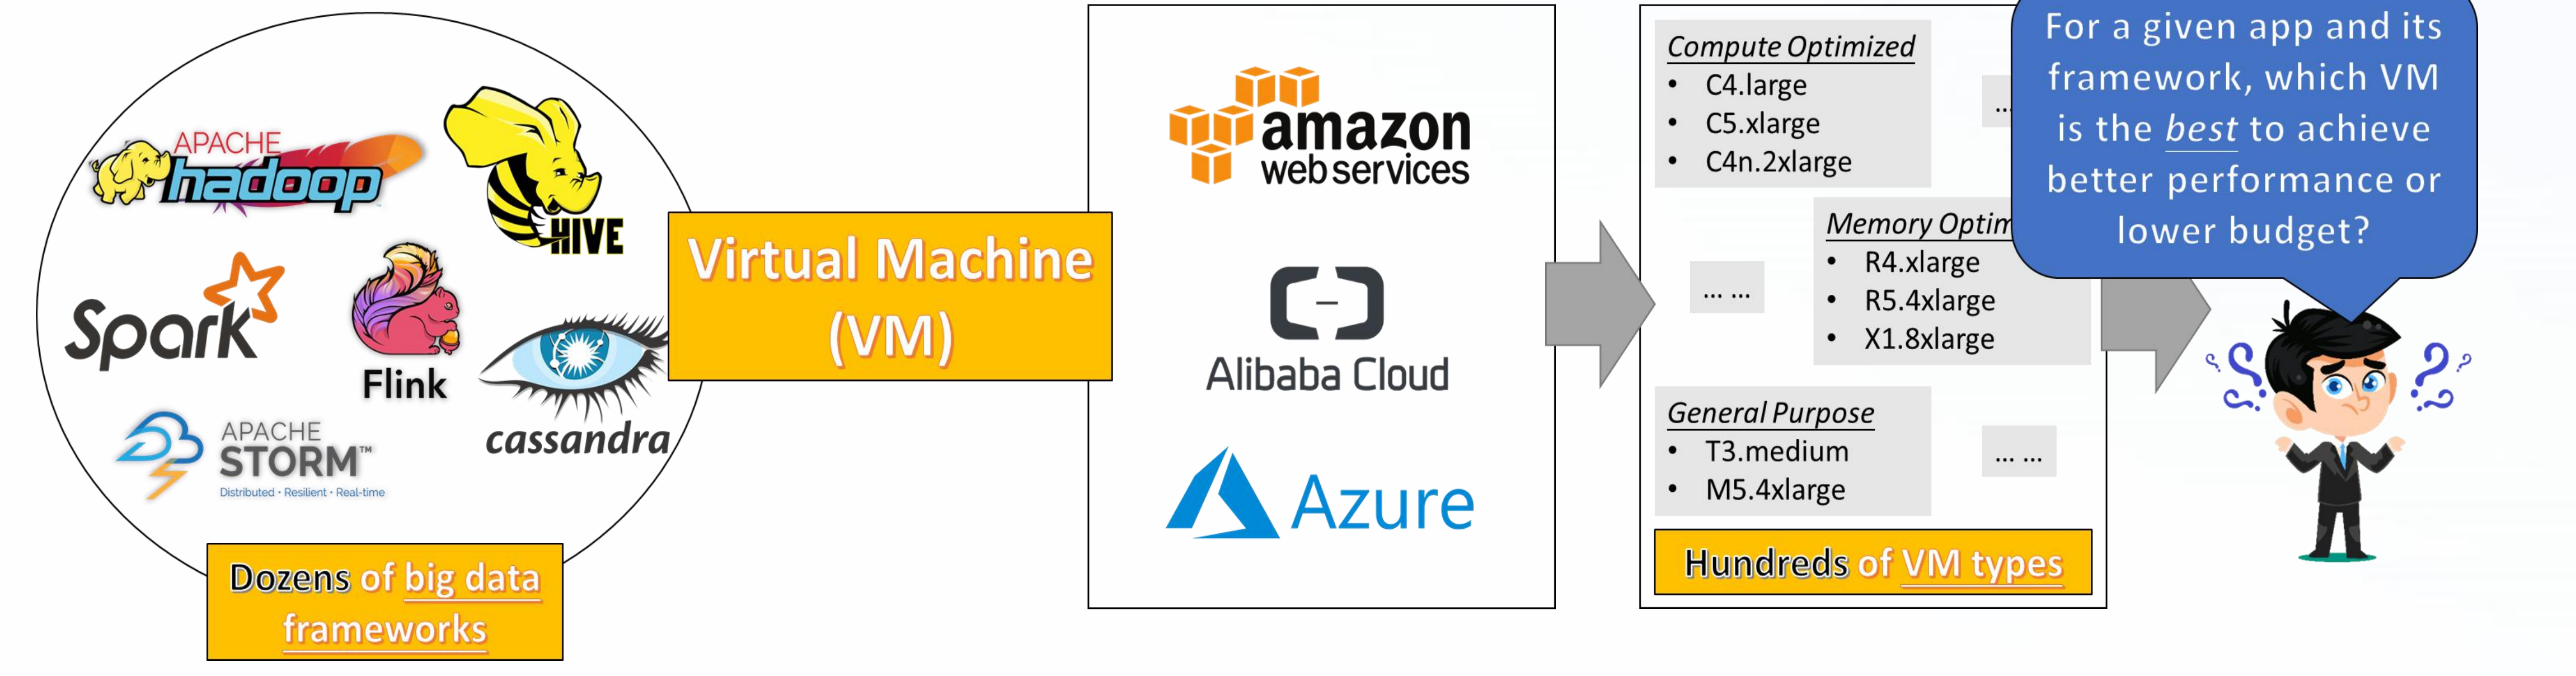 APACHE
hadoop
HIVE
Spark
Flink
cassandra
APACHE
STORM™
Distributed · Resilient · Real-time
Dozens of big data
frameworks
Virtual Machine
(VM)
amazon
web services
Alibaba Cloud
Azure
Compute Optimized
• C4.large
• C5.xlarge
• C4n.2xlarge
...
Memory Optim
• R4.xlarge
• R5.4xlarge
• X1.8xlarge
... ...
General Purpose
• T3.medium
• M5.4xlarge
... ...
Hundreds of VM types
For a given app and its
framework, which VM
is the best to achieve
better performance or
lower budget?
? ? ? ?